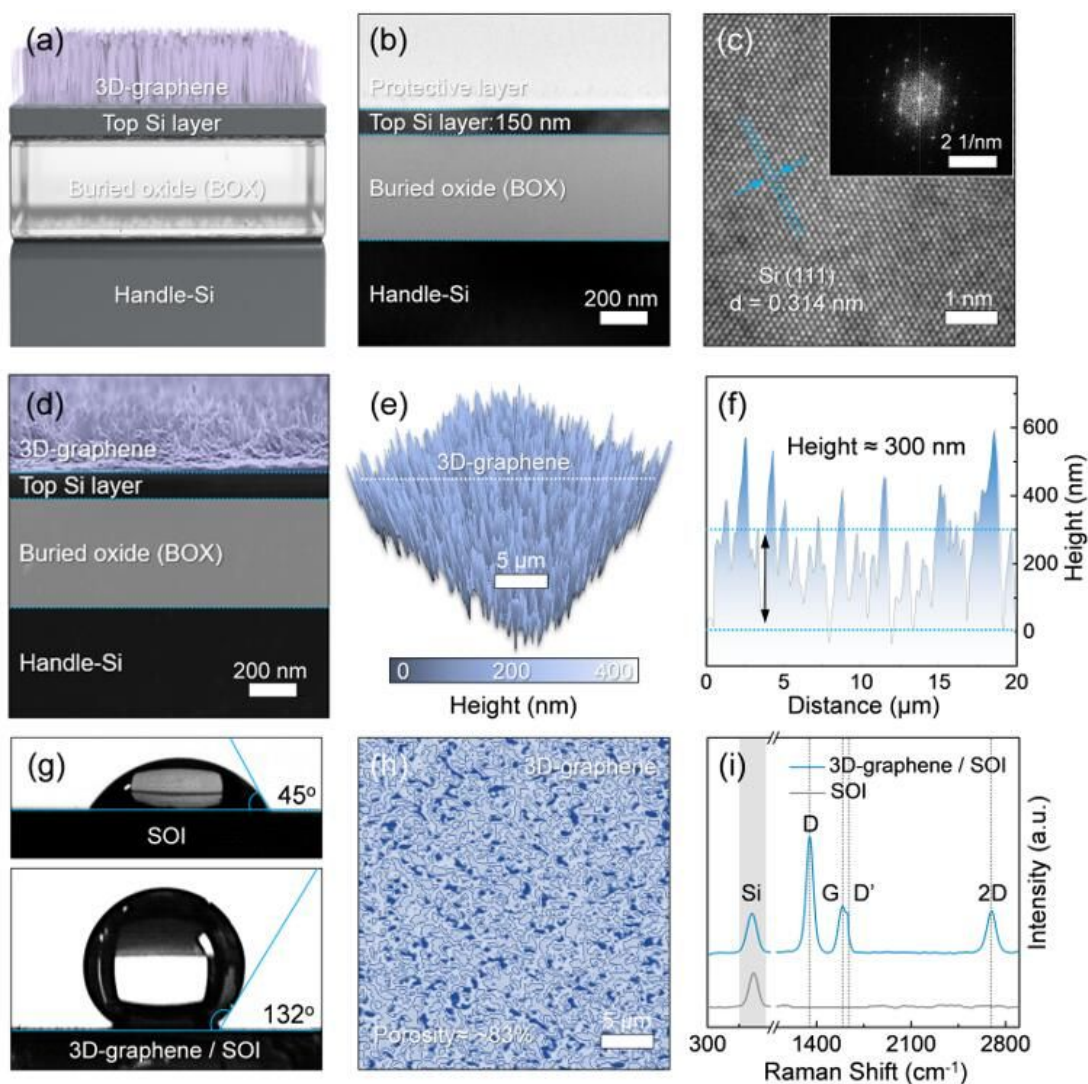 (a)
3D-graphene
Top Si layer
Buried oxide (BOX)
Handle-Si
(b)
Protective layer
Top Si layer:150 nm
Buried oxide (BOX)
Handle-Si
200 nm
(c)
2 1/nm
Si (111)
d = 0.314 nm
1 nm
(d)
3D-graphene
Top Si layer
Buried oxide (BOX)
Handle-Si
200 nm
(e)
3D-graphene
5 μm
0 200 400
Height (nm)
(f)
Height ≈ 300 nm
600
400
200
0
Height (nm)
0 5 10 15 20
Distance (μm)
(g)
45°
SOI
132°
3D-graphene / SOI
(h)
3D-graphene
Porosity= >83%
5 μm
(i)
3D-graphene / SOI
SOI
D
Si
G D'
2D
Intensity (a.u.)
300 1400 2100 2800
Raman Shift (cm⁻¹)